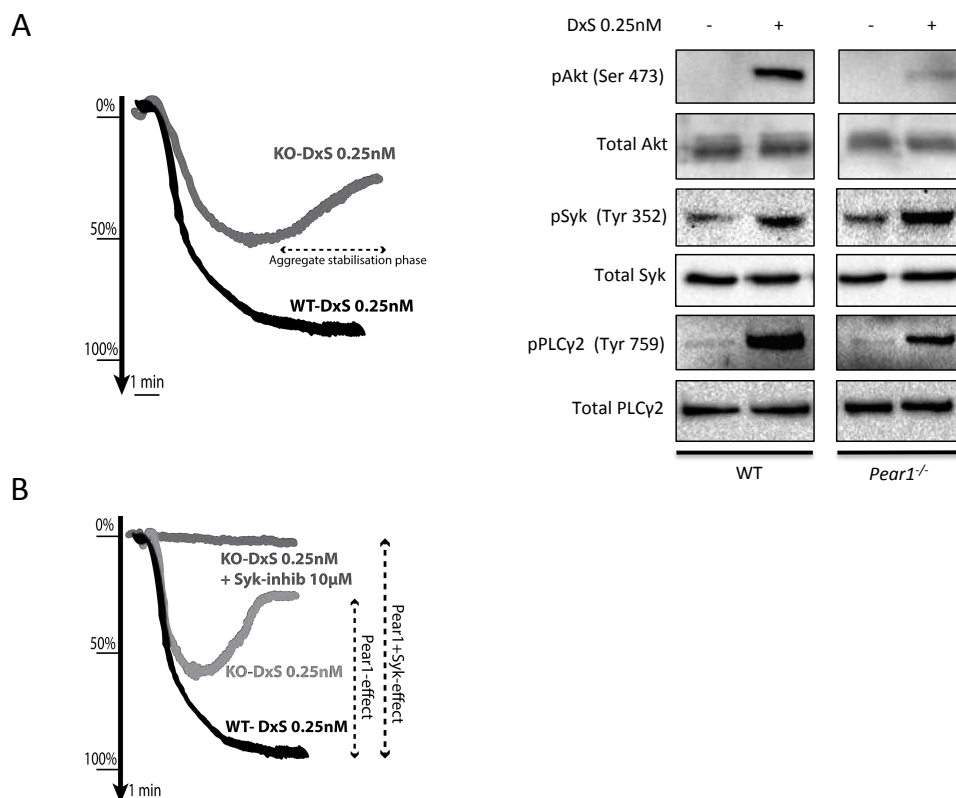 A
0%
50%
100%
1 min
KO-DxS 0.25nM
Aggregate stabilisation phase
WT-DxS 0.25nM
DxS 0.25nM - + - +
pAkt (Ser 473)
Total Akt
pSyk (Tyr 352)
Total Syk
pPLCγ2 (Tyr 759)
Total PLCγ2
WT
Pear1-/-
B
0%
50%
100%
1 min
KO-DxS 0.25nM
+ Syk-inhib 10µM
KO-DxS 0.25nM
WT- DxS 0.25nM
Pear1-effect
Pear1+Syk-effect